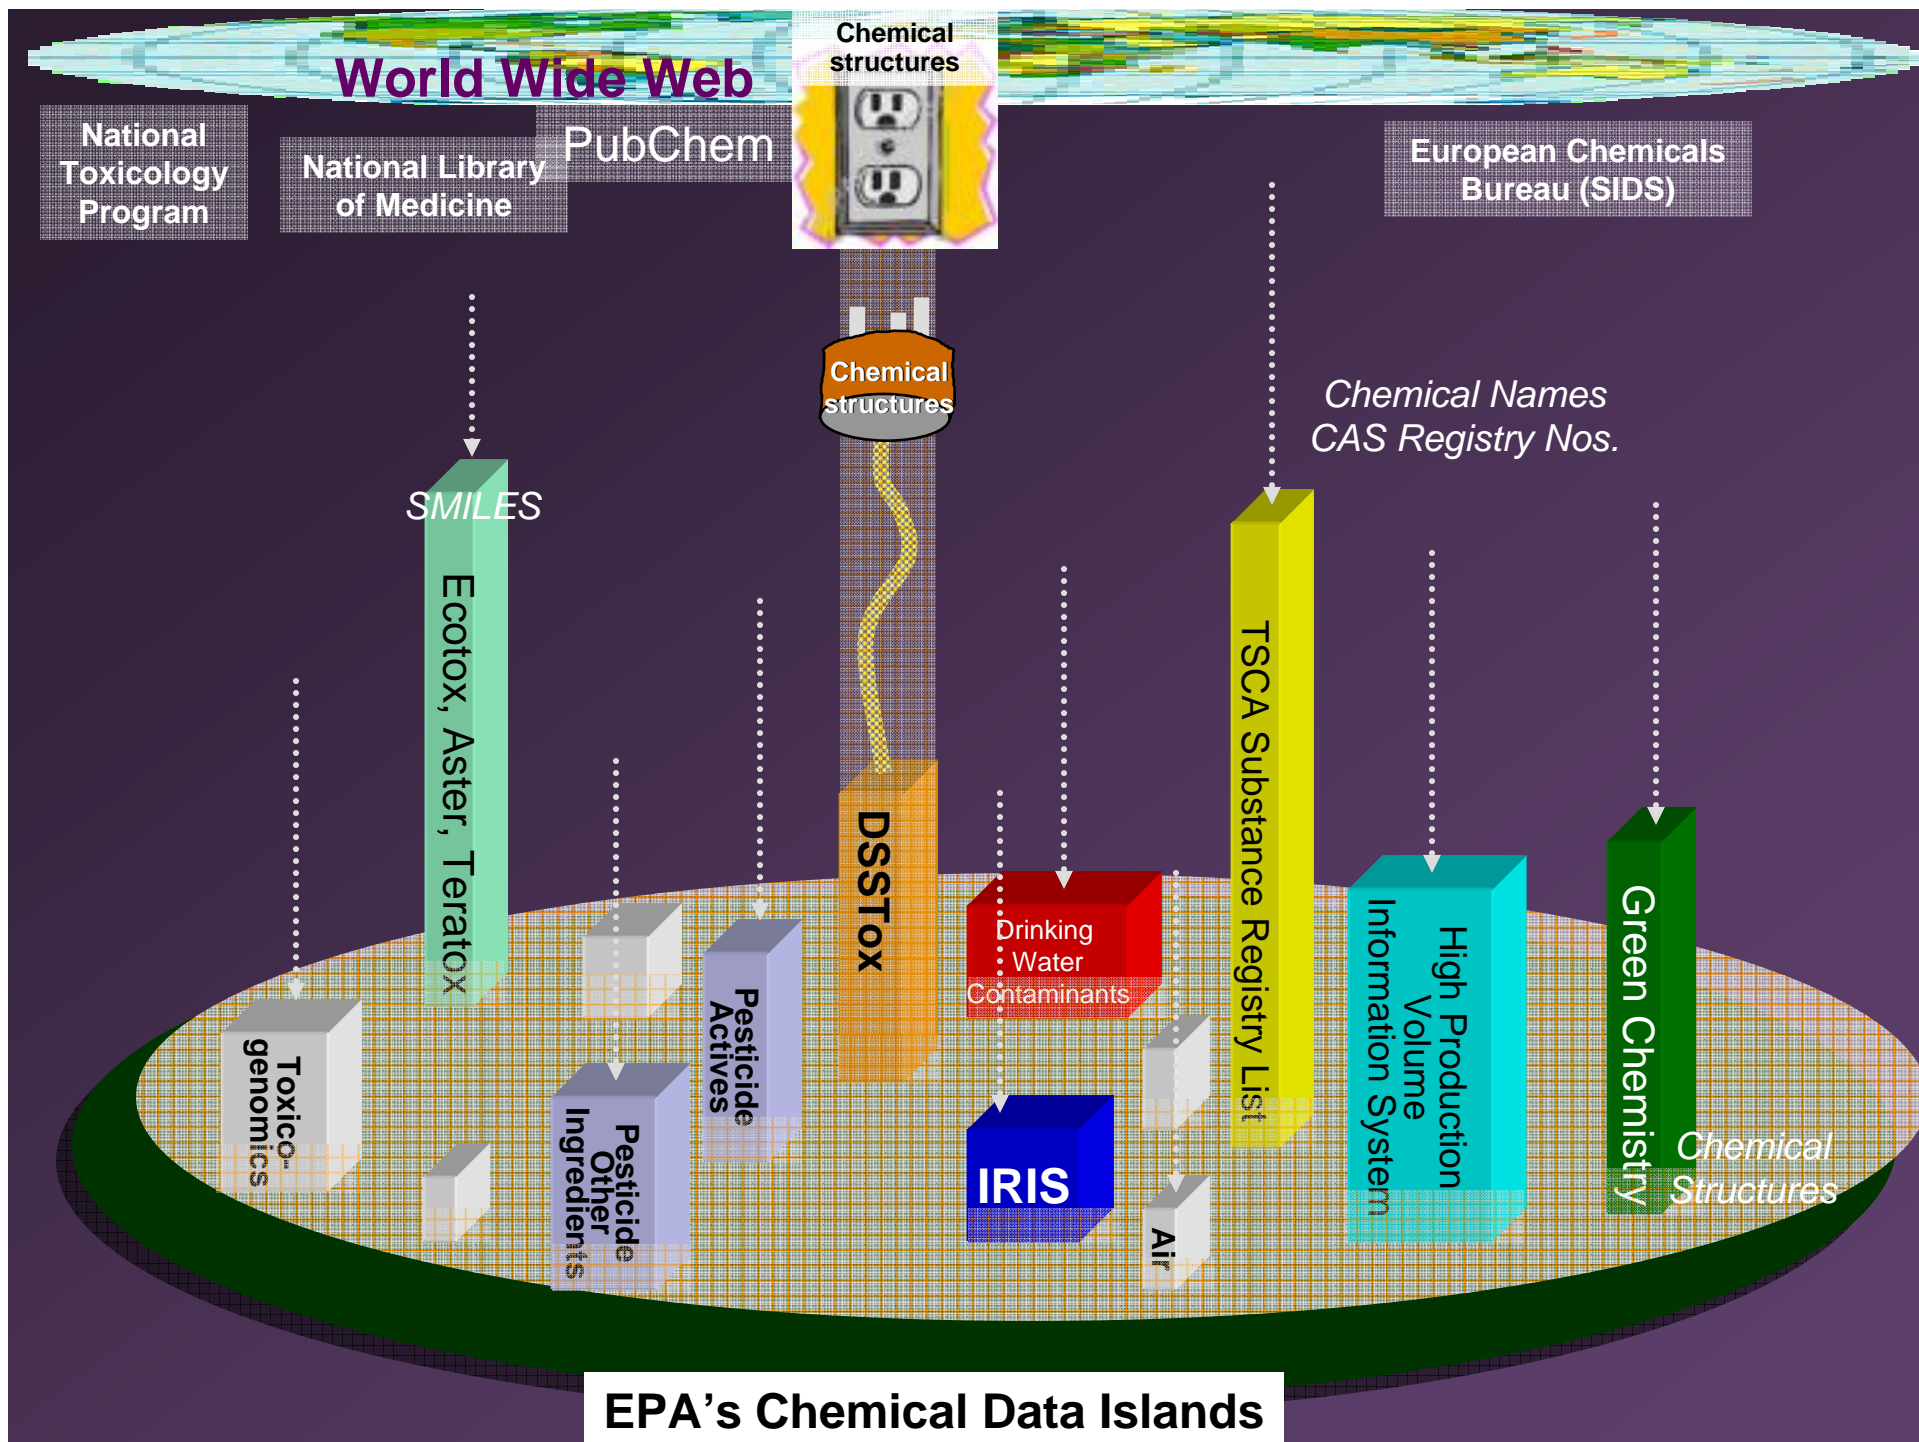 Chemical
structures
World Wide Web
National
Toxicology
Program
National Library
of Medicine
PubChem
European Chemicals
Bureau (SIDS)
Chemical
structures
Chemical Names
CAS Registry Nos.
SMILES
Ecotox, Aster, Teratox
TSCA Substance Registry List
DSSTox
Drinking
Water
Contaminants
High Production
Volume
Information System
Green Chemistry
Pesticide
Actives
Toxico-
genomics
Pesticide
Other
Ingredients
IRIS
Air
Chemical
Structures
EPA’s Chemical Data Islands